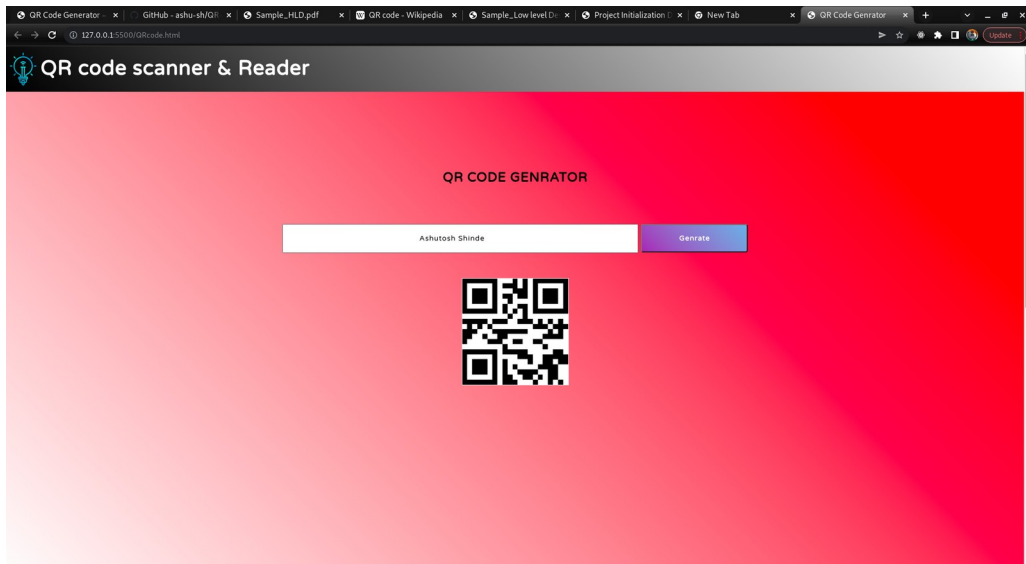 QR Code Generator -
GitHub - ashu-sh/QR
Sample_HLD.pdf
QR code - Wikipedia
Sample_Low level De
Project Initialization D
New Tab
QR Code Genrator
127.0.0.1:5500/QRcode.html
Update
QR code scanner & Reader
QR CODE GENRATOR
Ashutosh Shinde
Genrate